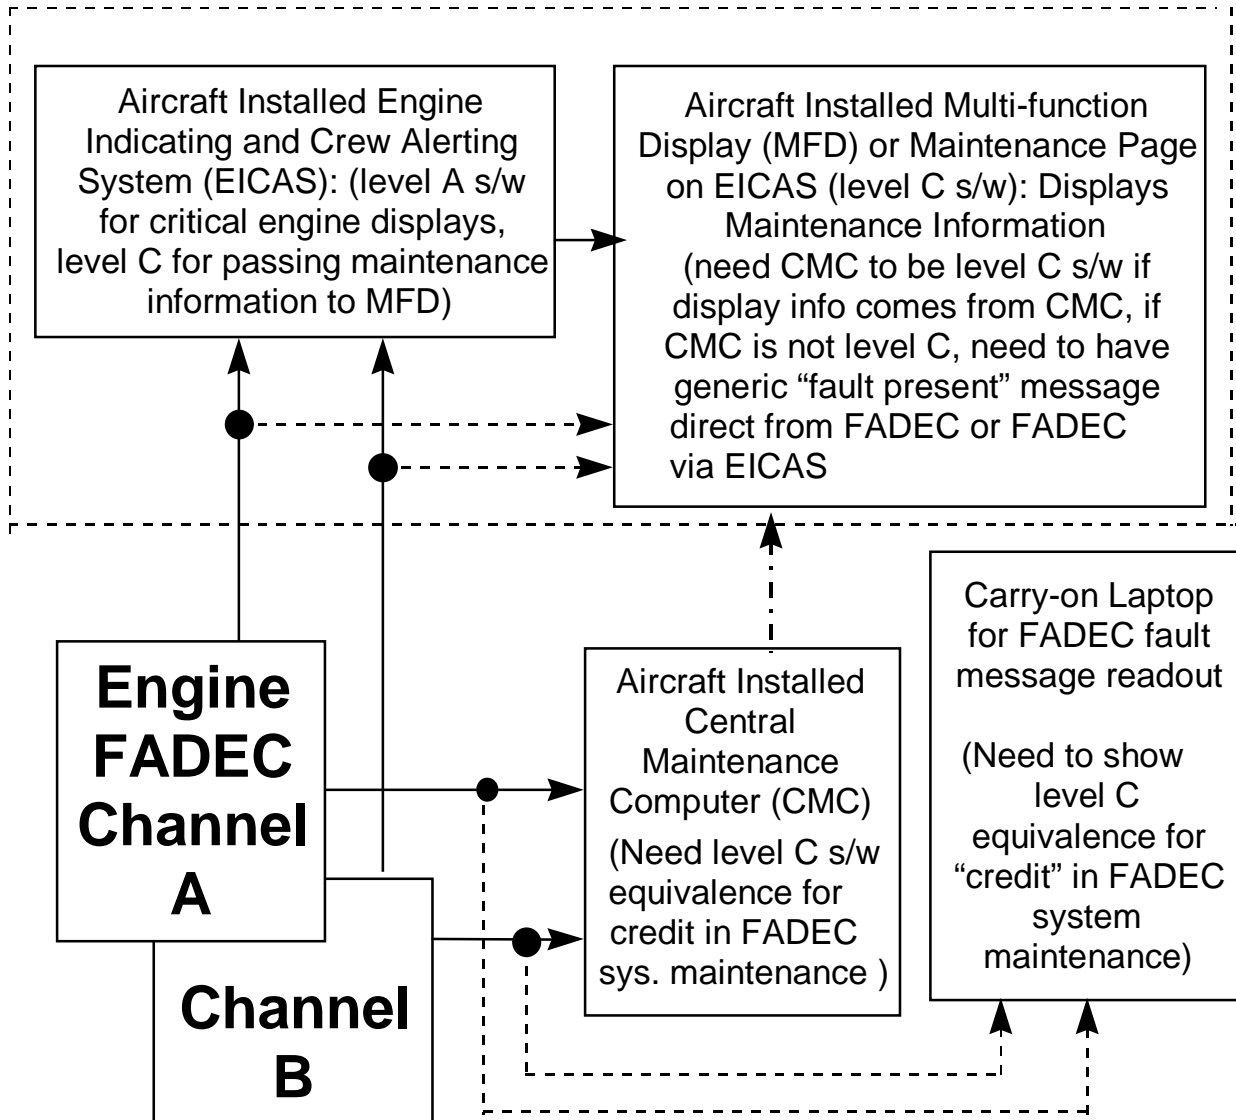 Aircraft Installed Engine
Indicating and Crew Alerting
System (EICAS): (level A s/w
for critical engine displays,
level C for passing maintenance
information to MFD)
Aircraft Installed Multi-function
Display (MFD) or Maintenance Page
on EICAS (level C s/w): Displays
Maintenance Information
(need CMC to be level C s/w if
display info comes from CMC, if
CMC is not level C, need to have
generic “fault present” message
direct from FADEC or FADEC
via EICAS
Engine
FADEC
Channel
A
Channel
B
Aircraft Installed
Central
Maintenance
Computer (CMC)
(Need level C s/w
equivalence for
credit in FADEC
sys. maintenance )
Carry-on Laptop
for FADEC fault
message readout
(Need to show
level C
equivalence for
“credit” in FADEC
system
maintenance)